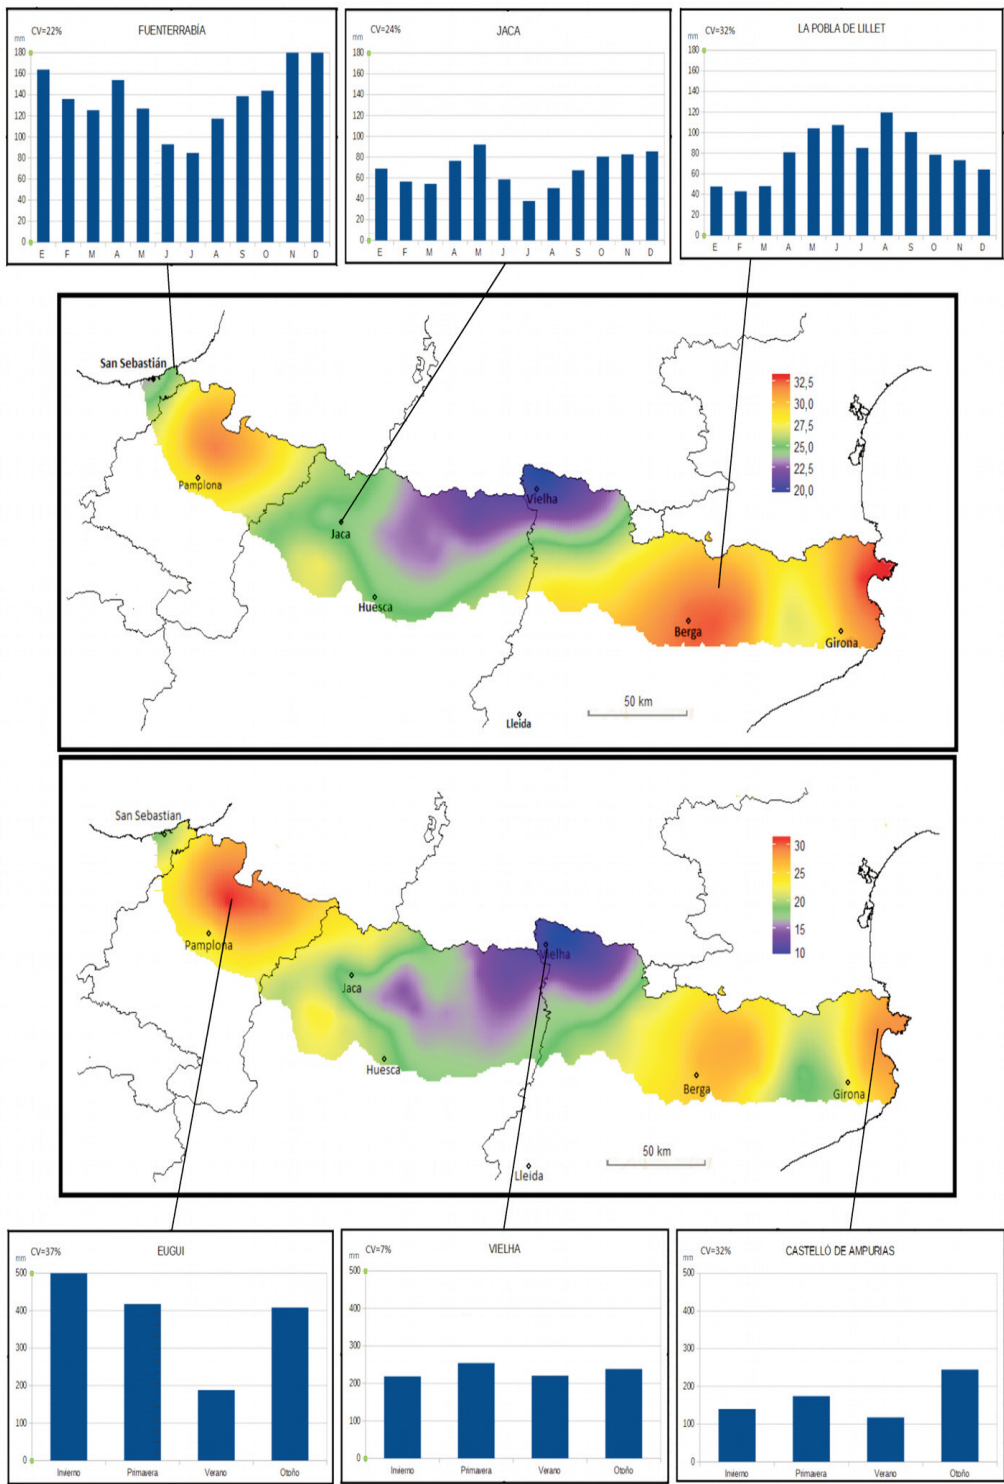 CV=22% FUENTERRABÍA
mm
180
160
140
120
100
80
60
40
20
0
E F M A M J J A S O N D
CV=24% JACA
mm
180
160
140
120
100
80
60
40
20
0
E F M A M J J A S O N D
CV=32% LA POBLA DE LILLET
mm
180
160
140
120
100
80
60
40
20
0
E F M A M J J A S O N D
San Sebastián
Pamplona
Jaca
Huesca
Vielha
Berga
Girona
Lleida
32,5
30,0
27,5
25,0
22,5
20,0
50 km
San Sebastian
Pamplona
Jaca
Huesca
Vielha
Berga
Girona
Lleida
30
25
20
15
10
50 km
CV=37% EUGUI
mm
500
400
300
200
100
0
Invierno Primavera Verano Otoño
CV=7% VIELHA
mm
500
400
300
200
100
0
Invierno Primavera Verano Otoño
CV=32% CASTELLÓ DE AMPURIAS
mm
500
400
300
200
100
0
Invierno Primavera Verano Otoño